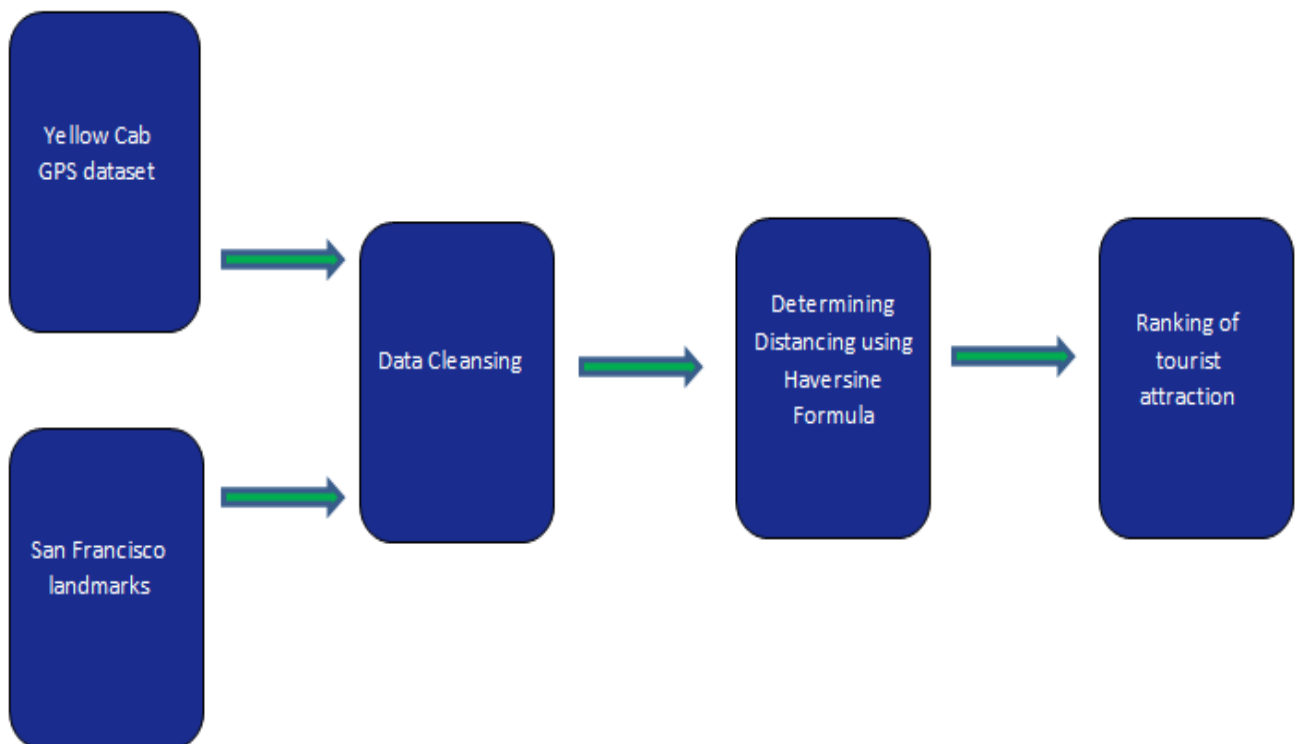 Yellow Cab
GPS dataset
San Francisco
landmarks
Data Cleansing
Determining
Distancing using
Haversine
Formula
Ranking of
tourist
attraction